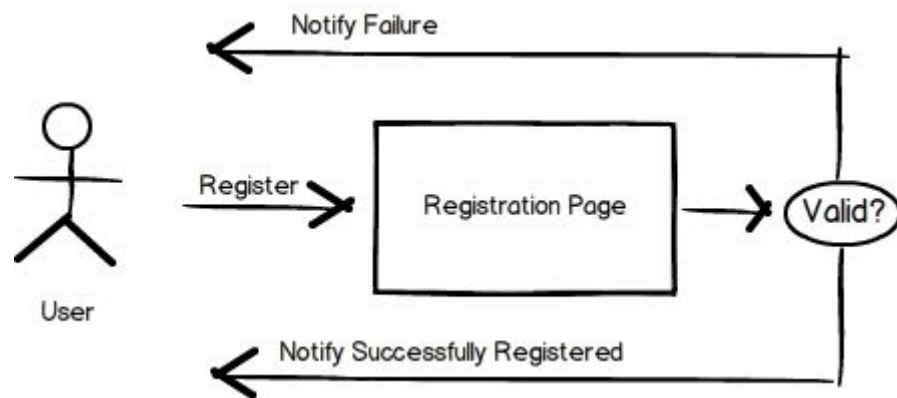 Notify Failure
Register
Registration Page
Valid?
User
Notify Successfully Registered